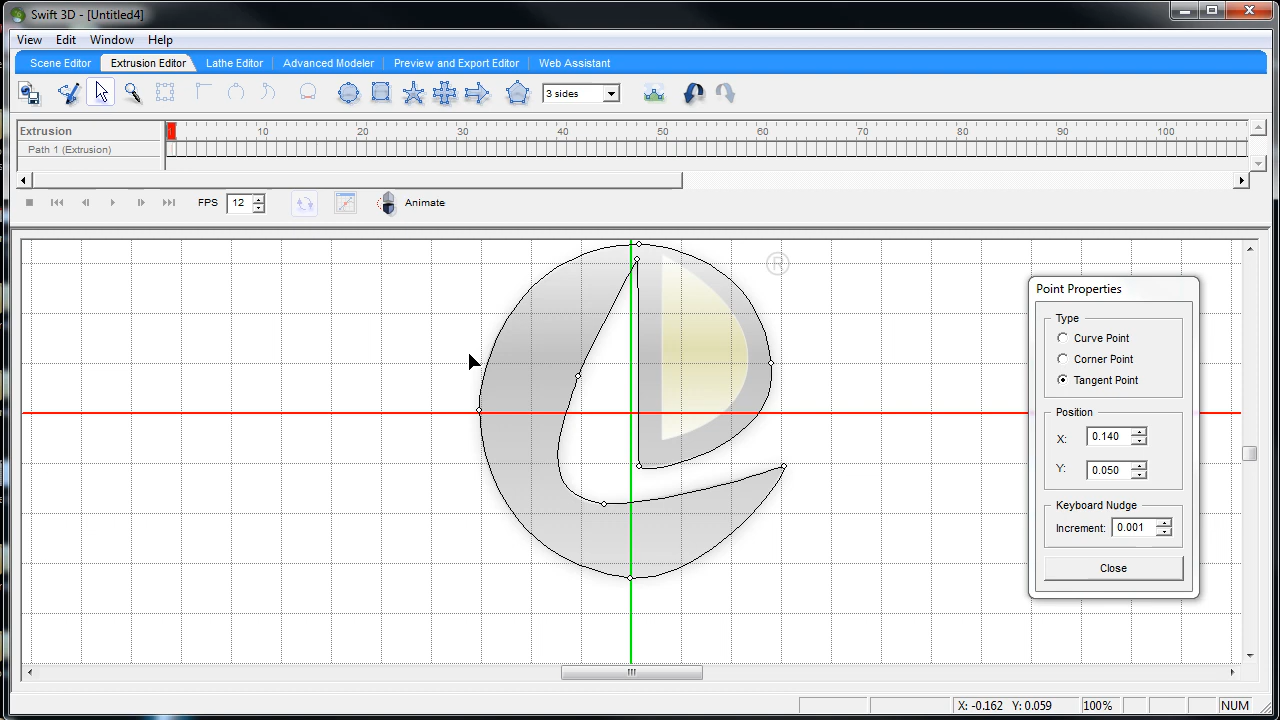 Swift 3D - [Untitled4]
View Edit Window Help
Scene Editor Extrusion Editor Lathe Editor Advanced Modeler Preview and Export Editor Web Assistant
3 sides
Extrusion 1 10 20 30 40 50 60 70 80 90 100
Path 1 (Extrusion)
FPS 12 Animate
®
Point Properties
Type
Curve Point
Corner Point
Tangent Point
Position
X: 0.140
Y: 0.050
Keyboard Nudge
Increment: 0.001
Close
X: -0.162 Y: 0.059 100% NUM